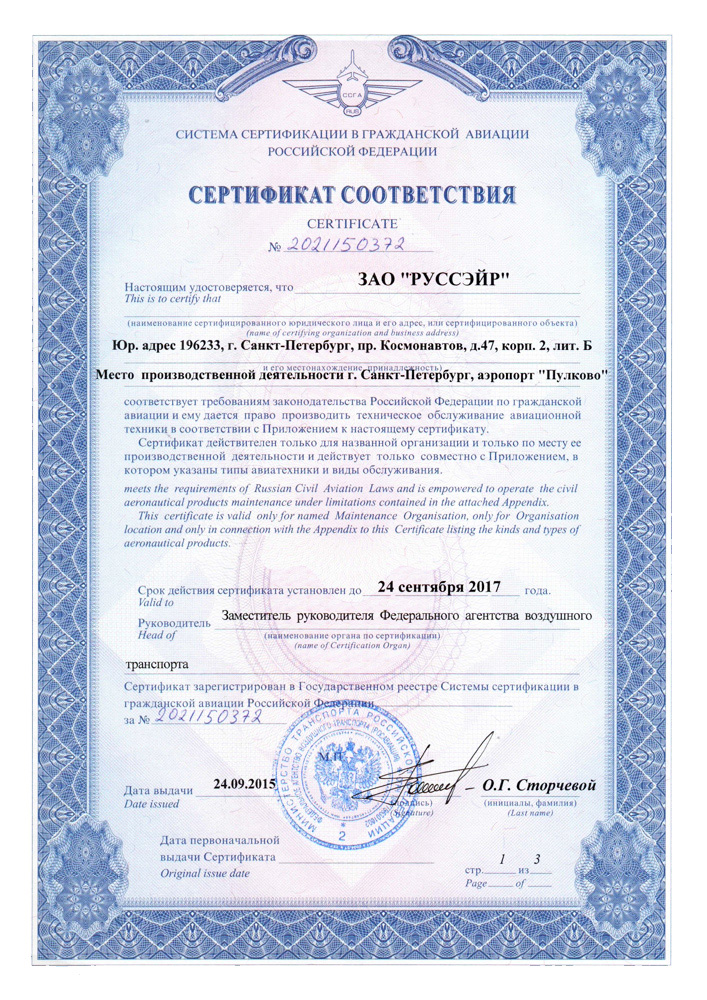 ССГА
RUS
СИСТЕМА СЕРТИФИКАЦИИ В ГРАЖДАНСКОЙ АВИАЦИИ
РОССИЙСКОЙ ФЕДЕРАЦИИ
СЕРТИФИКАТ СООТВЕТСТВИЯ
CERTIFICATE
№ 2021150372
ЗАО "РУССЭЙР"
Настоящим удостоверяется, что
This is to certify that
(наименование сертифицированного юридического лица и его адрес, или сертифицированного объекта)
(name of certifying organization and business address)
Юр. адрес 196233, г. Санкт-Петербург, пр. Космонавтов, д.47, корп. 2, лит. Б
и его местонахождение, принадлежность)
Место производственной деятельности г. Санкт-Петербург, аэропорт "Пулково"
соответствует требованиям законодательства Российской Федерации по гражданской
авиации и ему дается право производить техническое обслуживание авиационной
техники в соответствии с Приложением к настоящему сертификату.
Сертификат действителен только для названной организации и только по месту ее
производственной деятельности и действует только совместно с Приложением, в
котором указаны типы авиатехники и виды обслуживания.
meets the requirements of Russian Civil Aviation Laws and is empowered to operate the civil
aeronautical products maintenance under limitations contained in the attached Appendix.
This certificate is valid only for named Maintenance Organisation, only for Organisation
location and only in connection with the Appendix to this Certificate listing the kinds and types of
aeronautical products.
Срок действия сертификата установлен до 24 сентября 2017 года.
Valid to
Руководитель Заместитель руководителя Федерального агентства воздушного
Head of (наименование органа по сертификации)
(name of Certification Organ)
транспорта
Сертификат зарегистрирован в Государственном реестре Системы сертификации в
гражданской авиации Российской Федерации
за № 2021150372
МИНИСТЕРСТВО ТРАНСПОРТА РОССИЙСКОЙ ФЕДЕРАЦИИ
2
М.П.
Дата выдачи 24.09.2015 О.Г. Сторчевой
Date issued (подпись) (инициалы, фамилия)
(Signature) (Last name)
Дата первоначальной
выдачи Сертификата
Original issue date
стр. 1 из 3
Page of